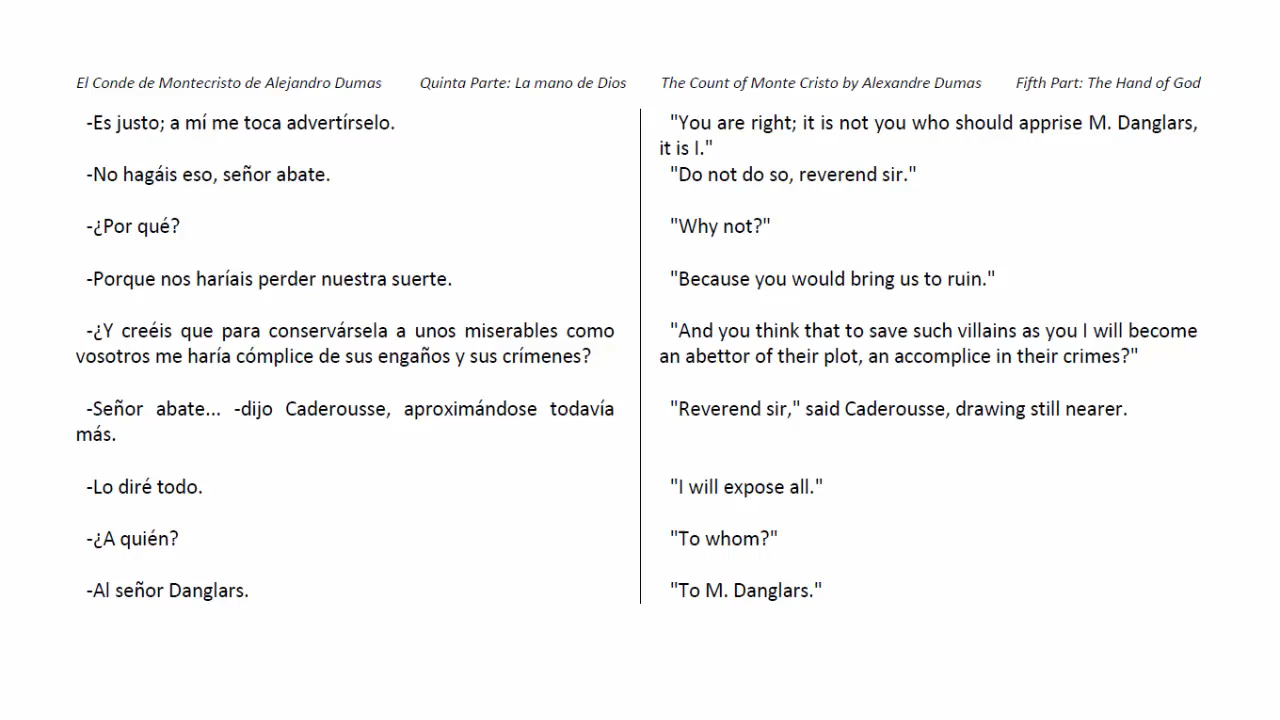 El Conde de Montecristo de Alejandro Dumas Quinta Parte: La mano de Dios
-Es justo; a mí me toca advertírselo.
-No hagáis eso, señor abate.
-¿Por qué?
-Porque nos haríais perder nuestra suerte.
-¿Y creéis que para conservársela a unos miserables como
vosotros me haría cómplice de sus engaños y sus crímenes?
-Señor abate... -dijo Caderousse, aproximándose todavía
más.
-Lo diré todo.
-¿A quién?
-Al señor Danglars.
The Count of Monte Cristo by Alexandre Dumas Fifth Part: The Hand of God
"You are right; it is not you who should apprise M. Danglars,
it is I."
"Do not do so, reverend sir."
"Why not?"
"Because you would bring us to ruin."
"And you think that to save such villains as you I will become
an abettor of their plot, an accomplice in their crimes?"
"Reverend sir," said Caderousse, drawing still nearer.
"I will expose all."
"To whom?"
"To M. Danglars."